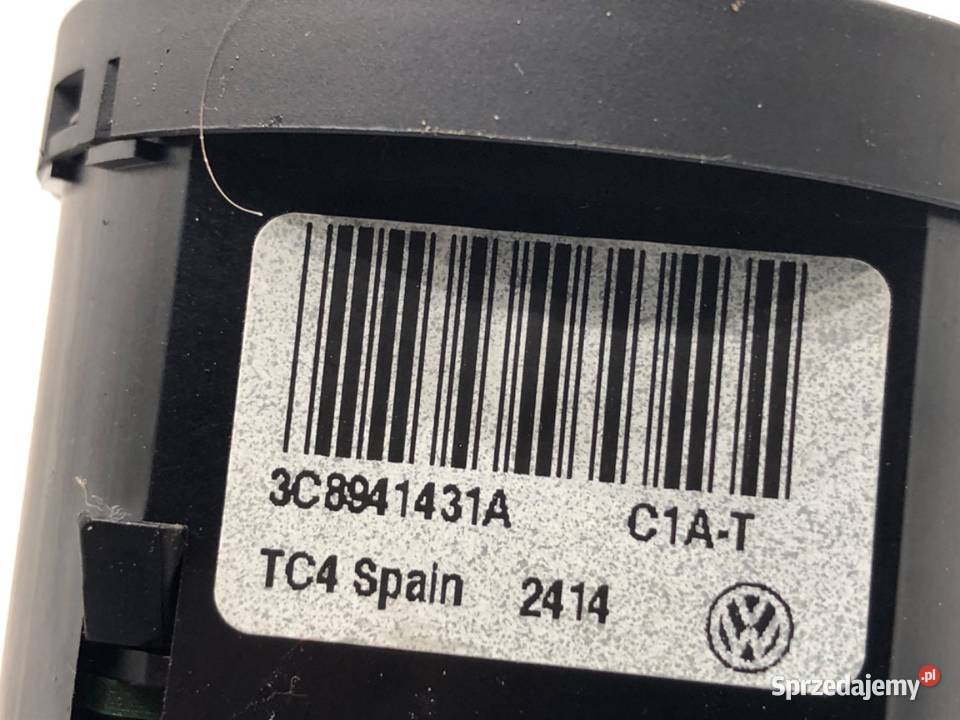 3C8941431A C1A-T
TC4 Spain 2414
Sprzedajemy.pl